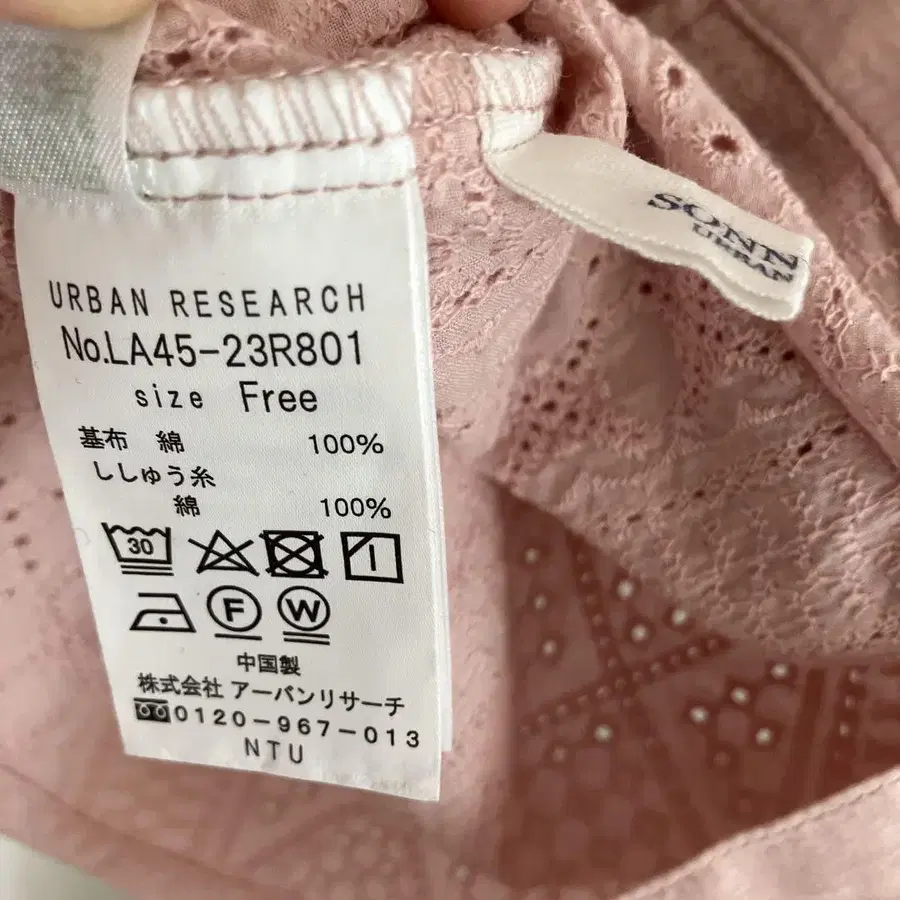 URBAN RESEARCH
No.LA45-23R801
size Free
基布 綿 100%
ししゅう糸
綿 100%
30
F W
中国製
株式会社 アーバンリサーチ
0120-967-013
NTU
SONN
URBAN